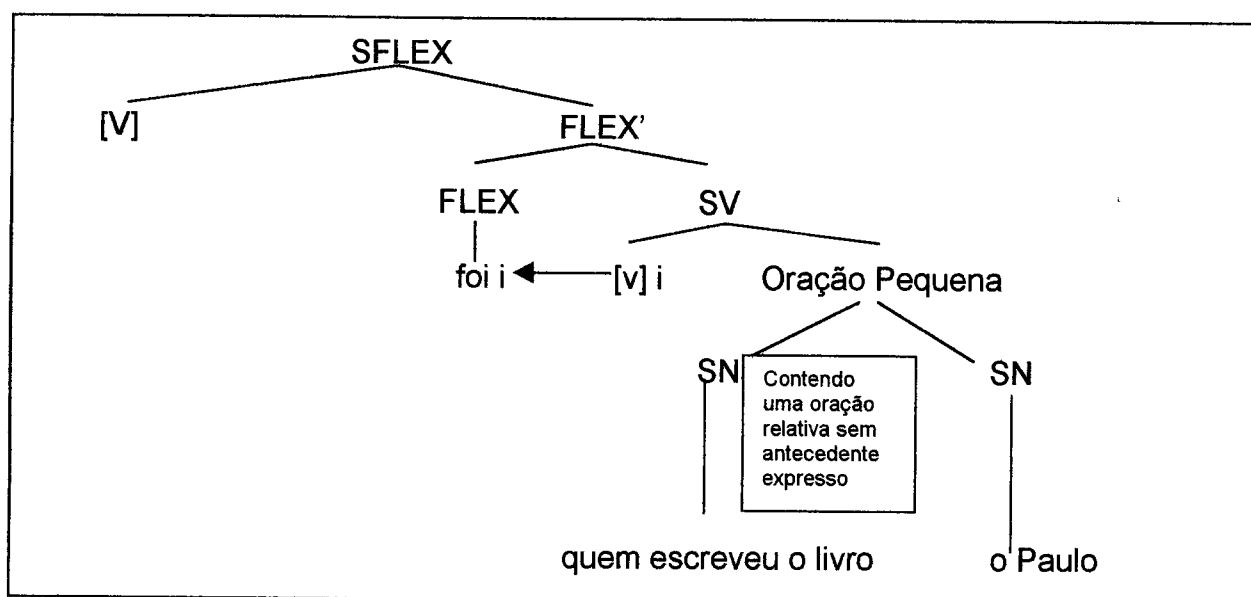 SFLEX
[V]
FLEX’
FLEX
SV
foi i
[v] i
Oração Pequena
SN
Contendo
uma oração
relativa sem
antecedente
expresso
SN
quem escreveu o livro
o Paulo